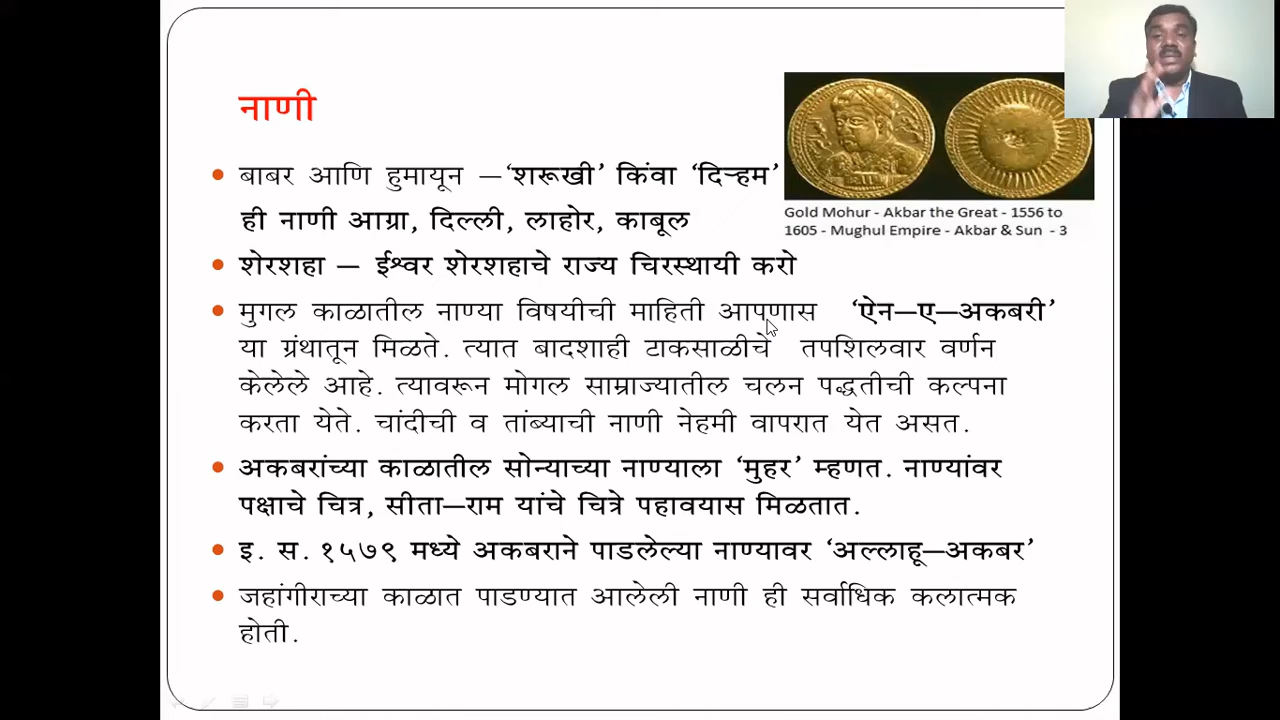 नाणी
बाबर आणि हुमायून –‘शरूखी’ किंवा ‘दिऱ्हम’
ही नाणी आग्रा, दिल्ली, लाहोर, काबूल
Gold Mohur - Akbar the Great - 1556 to
1605 - Mughul Empire - Akbar & Sun - 3
शेरशहा – ईश्वर शेरशहाचे राज्य चिरस्थायी करो
मुगल काळातील नाण्या विषयीची माहिती आपणास ‘ऐन–ए–अकबरी’
या ग्रंथातून मिळते. त्यात बादशाही टाकसाळीचे तपशिलवार वर्णन
केलेले आहे. त्यावरून मोगल साम्राज्यातील चलन पद्धतीची कल्पना
करता येते. चांदीची व तांब्याची नाणी नेहमी वापरात येत असत.
अकबरांच्या काळातील सोन्याच्या नाण्याला ‘मुहर’ म्हणत. नाण्यांवर
पक्षाचे चित्र, सीता–राम यांचे चित्रे पहावयास मिळतात.
इ. स. १५७९ मध्ये अकबराने पाडलेल्या नाण्यावर ‘अल्लाहू–अकबर’
जहांगीराच्या काळात पाडण्यात आलेली नाणी ही सर्वाधिक कलात्मक
होती.